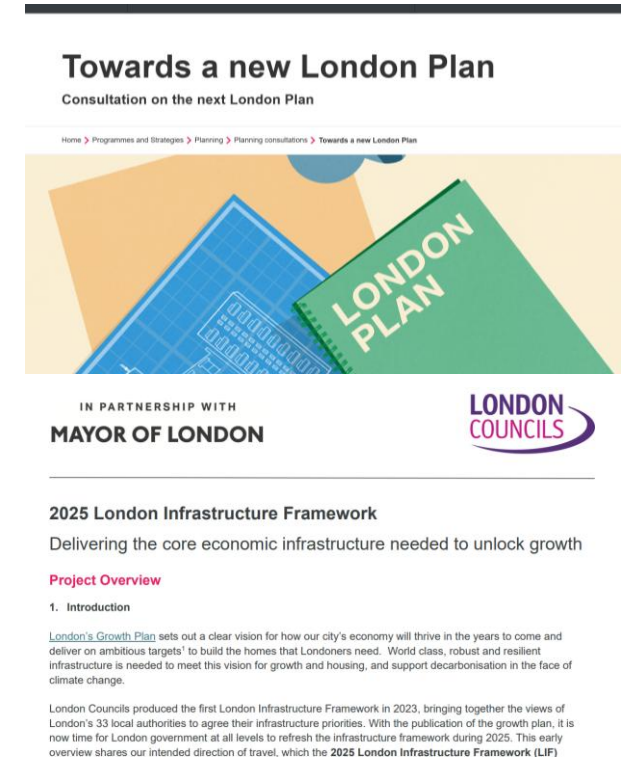 Towards a new London Plan
Consultation on the next London Plan
Home > Programmes and Strategies > Planning > Planning consultations > Towards a new London Plan
LONDON
PLAN
IN PARTNERSHIP WITH
MAYOR OF LONDON
LONDON
COUNCILS
2025 London Infrastructure Framework
Delivering the core economic infrastructure needed to unlock growth
Project Overview
1. Introduction
London's Growth Plan sets out a clear vision for how our city's economy will thrive in the years to come and
deliver on ambitious targets¹ to build the homes that Londoners need. World class, robust and resilient
infrastructure is needed to meet this vision for growth and housing, and support decarbonisation in the face of
climate change.
London Councils produced the first London Infrastructure Framework in 2023, bringing together the views of
London's 33 local authorities to agree their infrastructure priorities. With the publication of the growth plan, it is
now time for London government at all levels to refresh the infrastructure framework during 2025. This early
overview shares our intended direction of travel, which the 2025 London Infrastructure Framework (LIF)